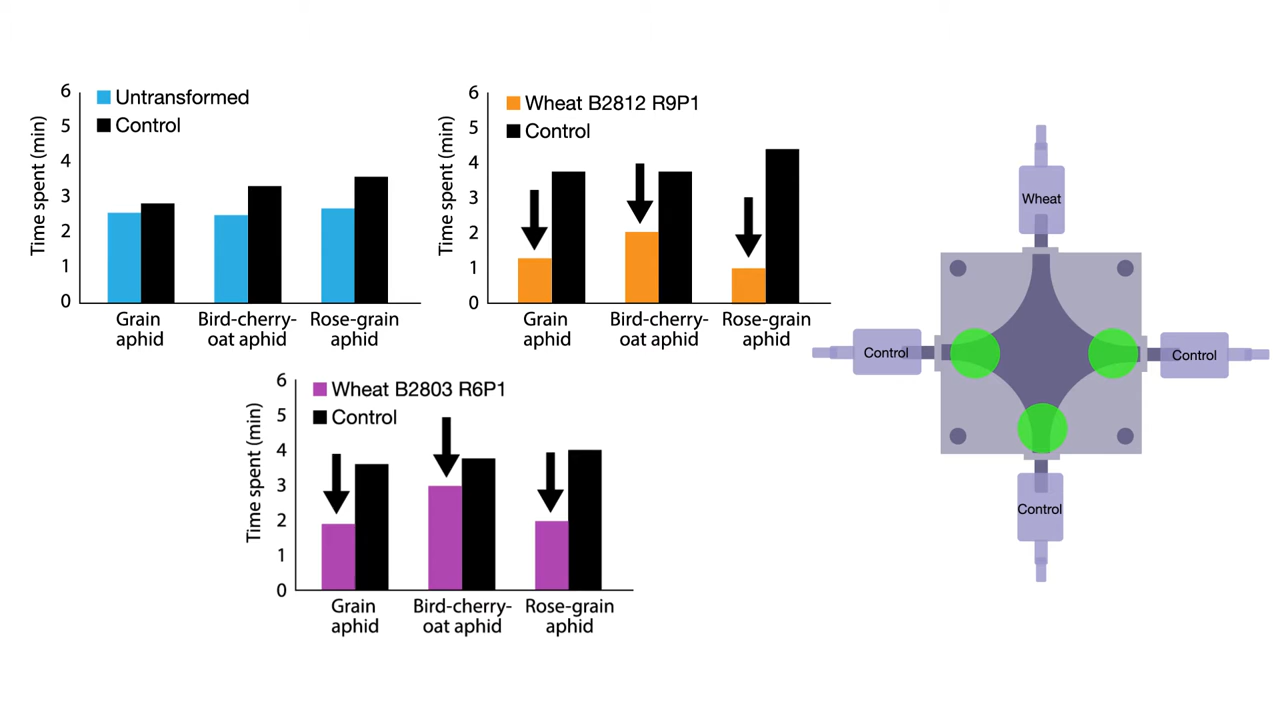 Untransformed
Control
Time spent (min)
6
5
4
3
2
1
0
Grain
aphid
Bird-cherry-
oat aphid
Rose-grain
aphid
Wheat B2812 R9P1
Control
Time spent (min)
6
5
4
3
2
1
0
Grain
aphid
Bird-cherry-
oat aphid
Rose-grain
aphid
Wheat B2803 R6P1
Control
Time spent (min)
6
5
4
3
2
1
0
Grain
aphid
Bird-cherry-
oat aphid
Rose-grain
aphid
Wheat
Control
Control
Control